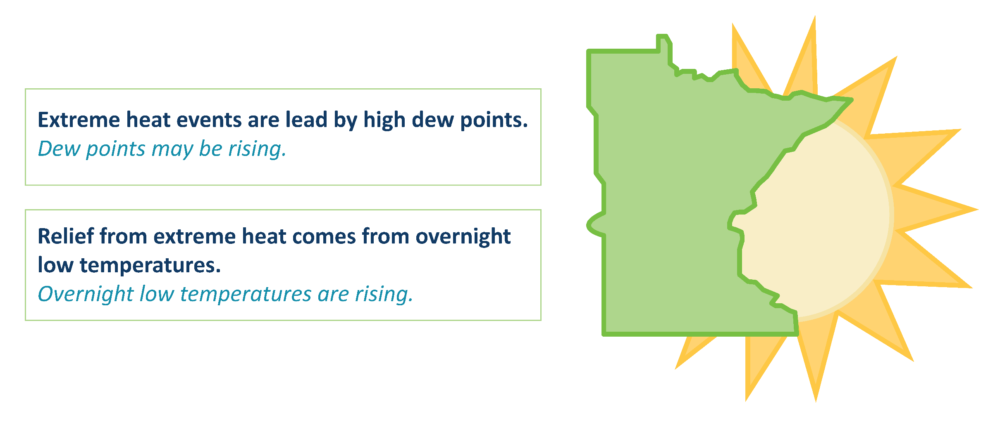 Extreme heat events are lead by high dew points.
Dew points may be rising.
Relief from extreme heat comes from overnight
low temperatures.
Overnight low temperatures are rising.